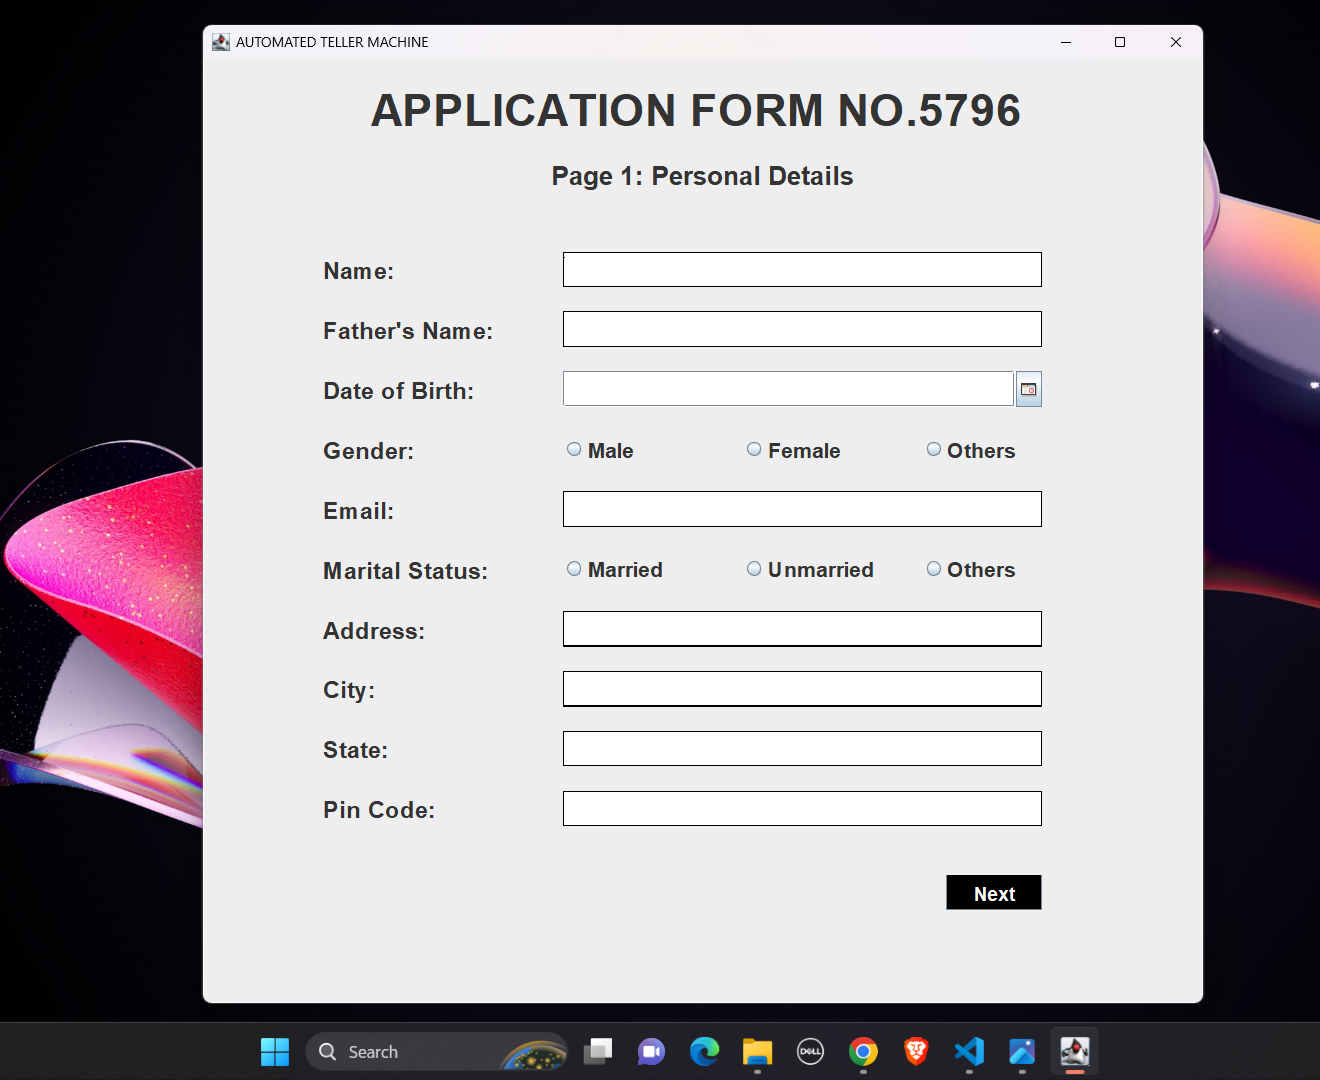 AUTOMATED TELLER MACHINE
APPLICATION FORM NO.5796
Page 1: Personal Details
Name:
Father's Name:
Date of Birth:
Gender: Male Female Others
Email:
Marital Status: Married Unmarried Others
Address:
City:
State:
Pin Code:
Next
Search
DELL